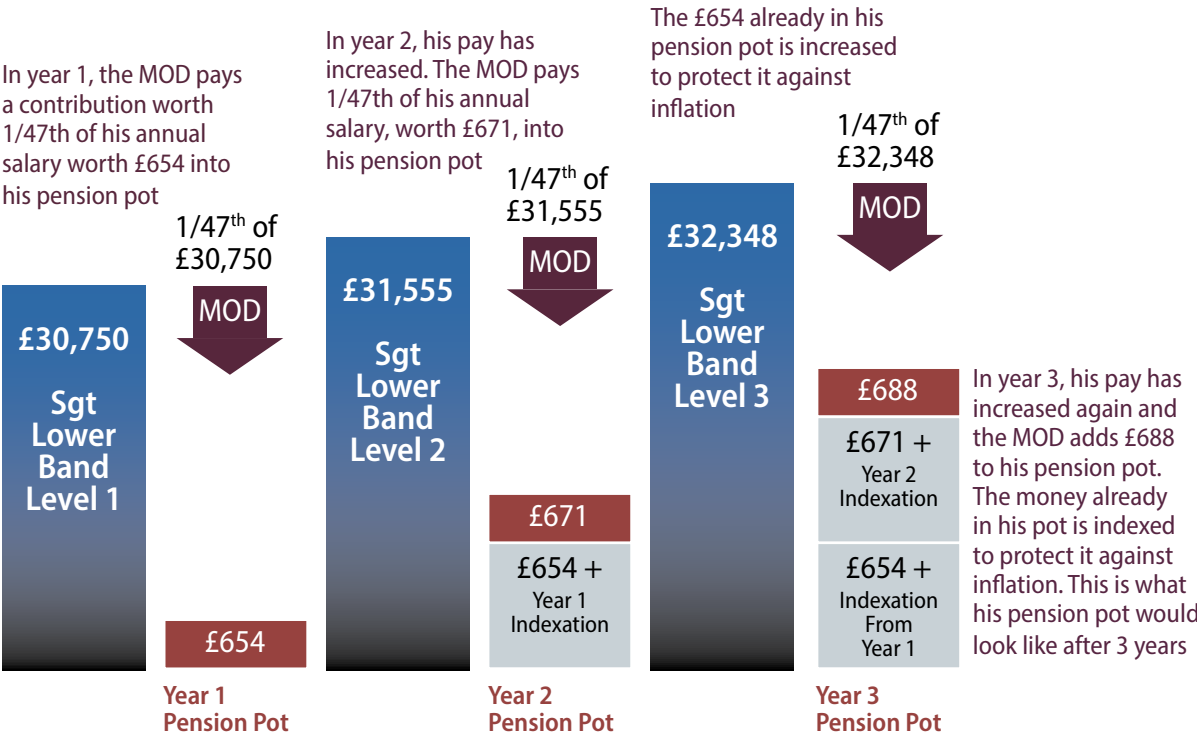 In year 1, the MOD pays
a contribution worth
1/47th of his annual
salary worth £654 into
his pension pot
1/47th of
£30,750
MOD
£30,750
Sgt
Lower
Band
Level 1
£654
Year 1
Pension Pot
In year 2, his pay has
increased. The MOD pays
1/47th of his annual
salary, worth £671, into
his pension pot
1/47th of
£31,555
MOD
£31,555
Sgt
Lower
Band
Level 2
£671
£654 +
Year 1
Indexation
Year 2
Pension Pot
The £654 already in his
pension pot is increased
to protect it against
inflation
1/47th of
£32,348
MOD
£32,348
Sgt
Lower
Band
Level 3
£688
£671 +
Year 2
Indexation
£654 +
Indexation
From
Year 1
Year 3
Pension Pot
In year 3, his pay has
increased again and
the MOD adds £688
to his pension pot.
The money already
in his pot is indexed
to protect it against
inflation. This is what
his pension pot would
look like after 3 years